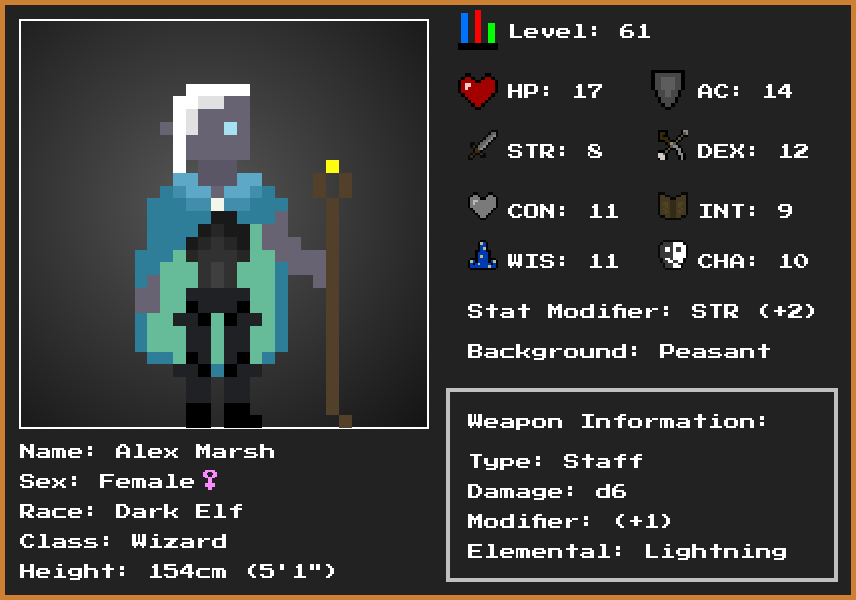 Level: 61
HP: 17
AC: 14
STR: 8
DEX: 12
CON: 11
INT: 9
WIS: 11
CHA: 10
Stat Modifier: STR (+2)
Background: Peasant
Weapon Information:
Type: Staff
Damage: d6
Modifier: (+1)
Elemental: Lightning
Name: Alex Marsh
Sex: Female♀
Race: Dark Elf
Class: Wizard
Height: 154cm (5'1")